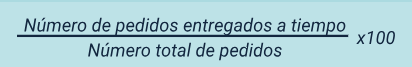 Número de pedidos entregados a tiempo
x100
Número total de pedidos